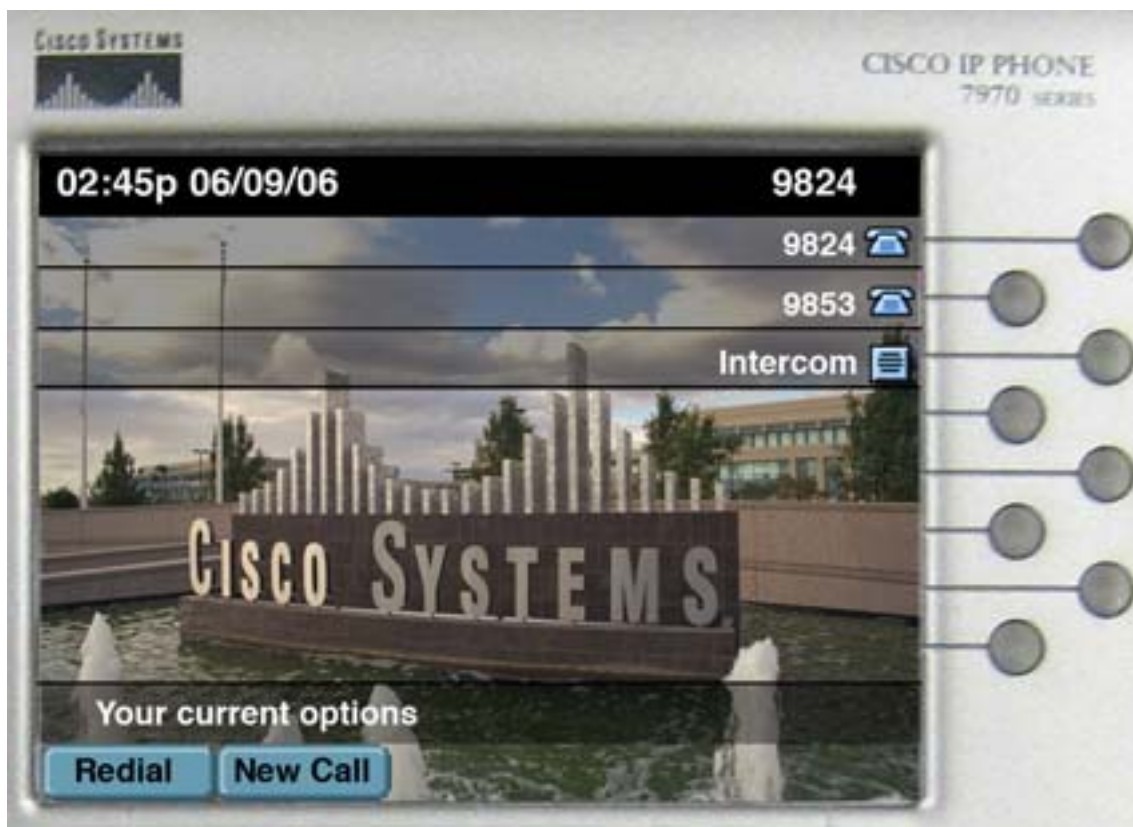 CISCO SYSTEMS
CISCO IP PHONE
7970 SERIES
02:45p 06/09/06 9824
9824
9853
Intercom
CISCO SYSTEMS
Your current options
Redial New Call